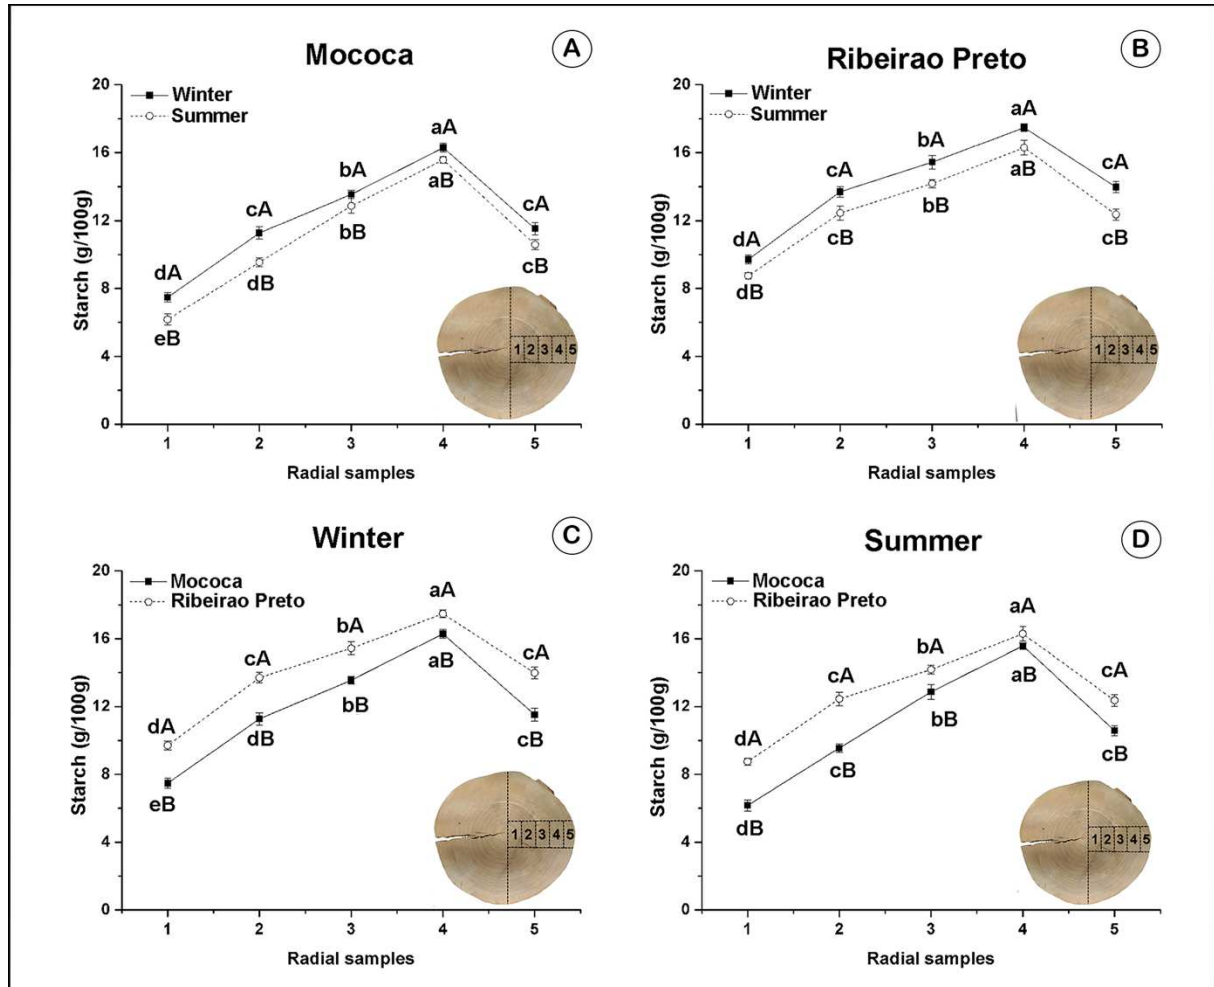 Mococa
A
Winter
Summer
20
16
12
8
4
0
Starch (g/100g)
dA
cA
bA
aA
cA
eB
dB
bB
aB
cB
1 2 3 4 5
1 2 3 4 5
Radial samples
Ribeirao Preto
B
Winter
Summer
20
16
12
8
4
0
Starch (g/100g)
dA
cA
bA
aA
cA
dB
cB
bB
aB
cB
1 2 3 4 5
1 2 3 4 5
Radial samples
Winter
C
Mococa
Ribeirao Preto
20
16
12
8
4
0
Starch (g/100g)
dA
cA
bA
aA
cA
eB
dB
bB
aB
cB
1 2 3 4 5
1 2 3 4 5
Radial samples
Summer
D
Mococa
Ribeirao Preto
20
16
12
8
4
0
Starch (g/100g)
dA
cA
bA
aA
cA
dB
cB
bB
aB
cB
1 2 3 4 5
1 2 3 4 5
Radial samples